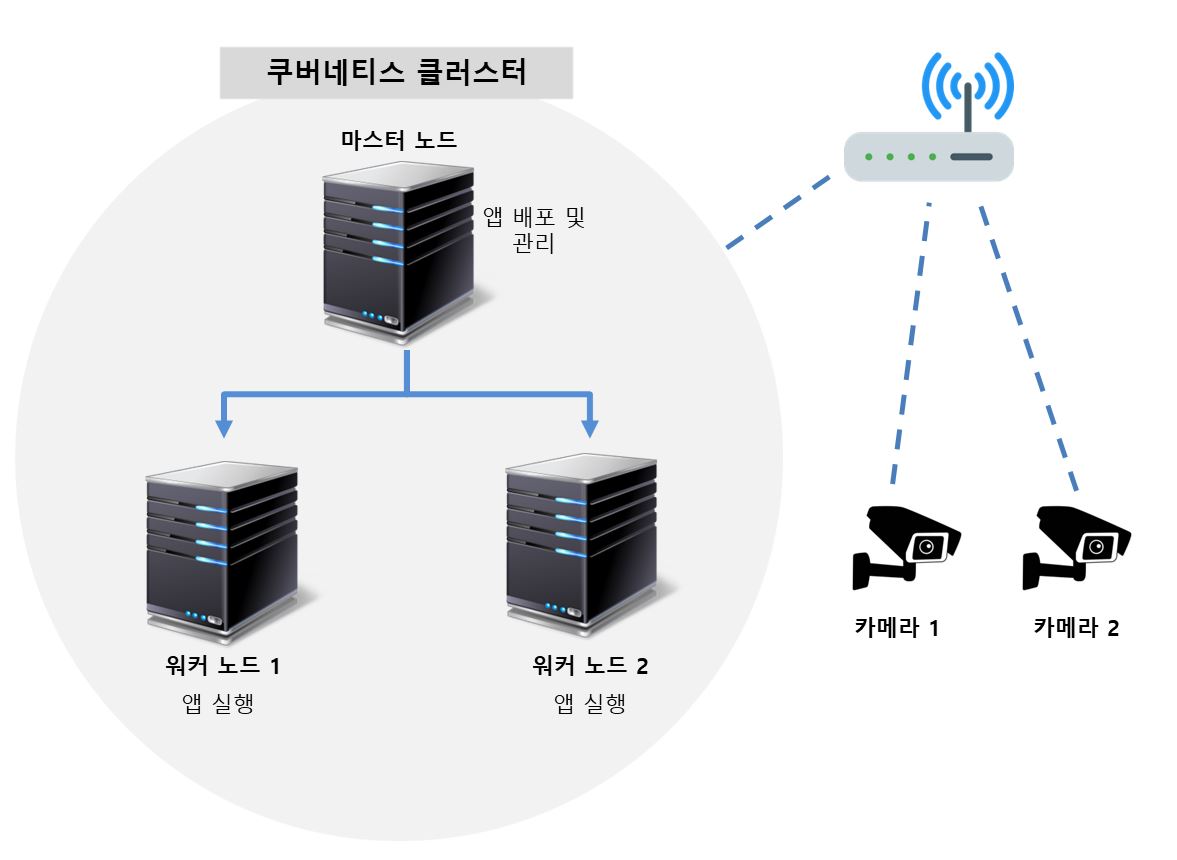 쿠버네티스 클러스터
마스터 노드
앱 배포 및
관리
워커 노드 1
앱 실행
워커 노드 2
앱 실행
카메라 1
카메라 2